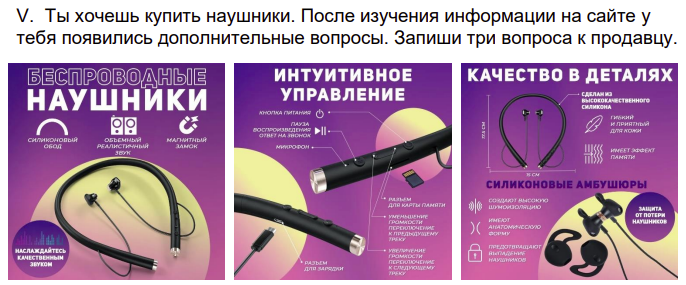 V. Ты хочешь купить наушники. После изучения информации на сайте у
тебя появились дополнительные вопросы. Запиши три вопроса к продавцу.
БЕСПРОВОДНЫЕ
НАУШНИКИ
СИЛИКОНОВЫЙ
ОБОД
ОБЪЕМНЫЙ
РЕАЛИСТИЧНЫЙ
ЗВУК
МАГНИТНЫЙ
ЗАМОК
НАСЛАЖДАЙТЕСЬ
КАЧЕСТВЕННЫМ
ЗВУКОМ
ИНТУИТИВНОЕ
УПРАВЛЕНИЕ
КНОПКА ПИТАНИЯ
ПАУЗА
ВОСПРОИЗВЕДЕНИЕ
ОТВЕТ НА ЗВОНОК
МИКРОФОН
РАЗЪЕМ
ДЛЯ КАРТЫ ПАМЯТИ
УМЕНЬШЕНИЕ
ГРОМКОСТИ
ПЕРЕКЛЮЧЕНИЕ
К ПРЕДЫДУЩЕМУ
ТРЕКУ
УВЕЛИЧЕНИЕ
ГРОМКОСТИ
ПЕРЕКЛЮЧЕНИЕ
К СЛЕДУЮЩЕМУ
ТРЕКУ
РАЗЪЕМ
ДЛЯ ЗАРЯДКИ
КАЧЕСТВО В ДЕТАЛЯХ
СДЕЛАН ИЗ
ВЫСОКОКАЧЕСТВЕННОГО
СИЛИКОНА
ГИБКИЙ
И ПРИЯТНЫЙ
ДЛЯ КОЖИ
ИМЕЕТ ЭФФЕКТ
ПАМЯТИ
15 СМ
СИЛИКОНОВЫЕ АМБУШЮРЫ
СОЗДАЮТ ВЫСОКУЮ
ШУМОИЗОЛЯЦИЮ
ИМЕЮТ
АНАТОМИЧЕСКУЮ
ФОРМУ
ПРЕДОТВРАЩАЮТ
ВЫПАДЕНИЕ
НАУШНИКОВ
ЗАЩИТА
ОТ ПОТЕРИ
НАУШНИКОВ